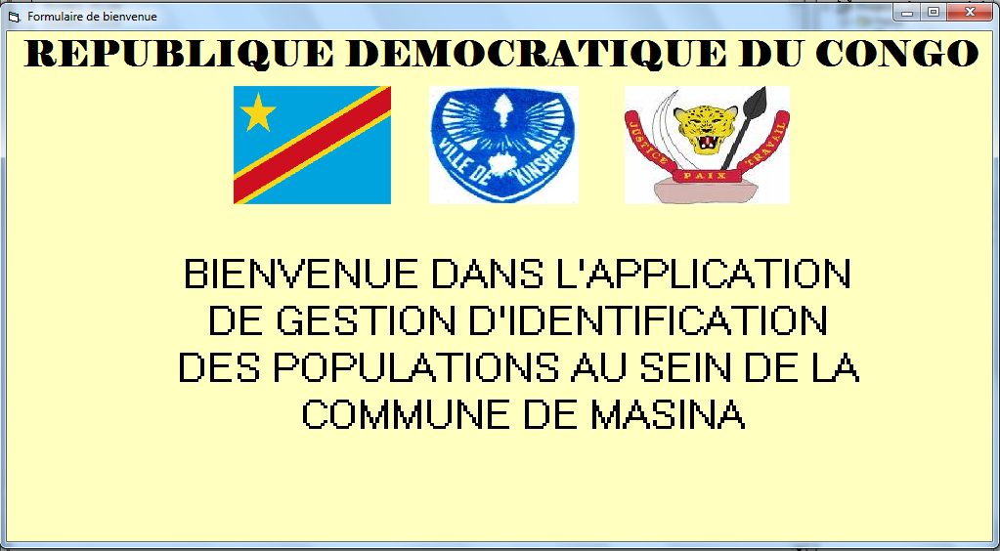 Formulaire de bienvenue
REPUBLIQUE DEMOCRATIQUE DU CONGO
VILLE DE KINSHASA
JUSTICE PAIX TRAVAIL
BIENVENUE DANS L'APPLICATION
DE GESTION D'IDENTIFICATION
DES POPULATIONS AU SEIN DE LA
COMMUNE DE MASINA